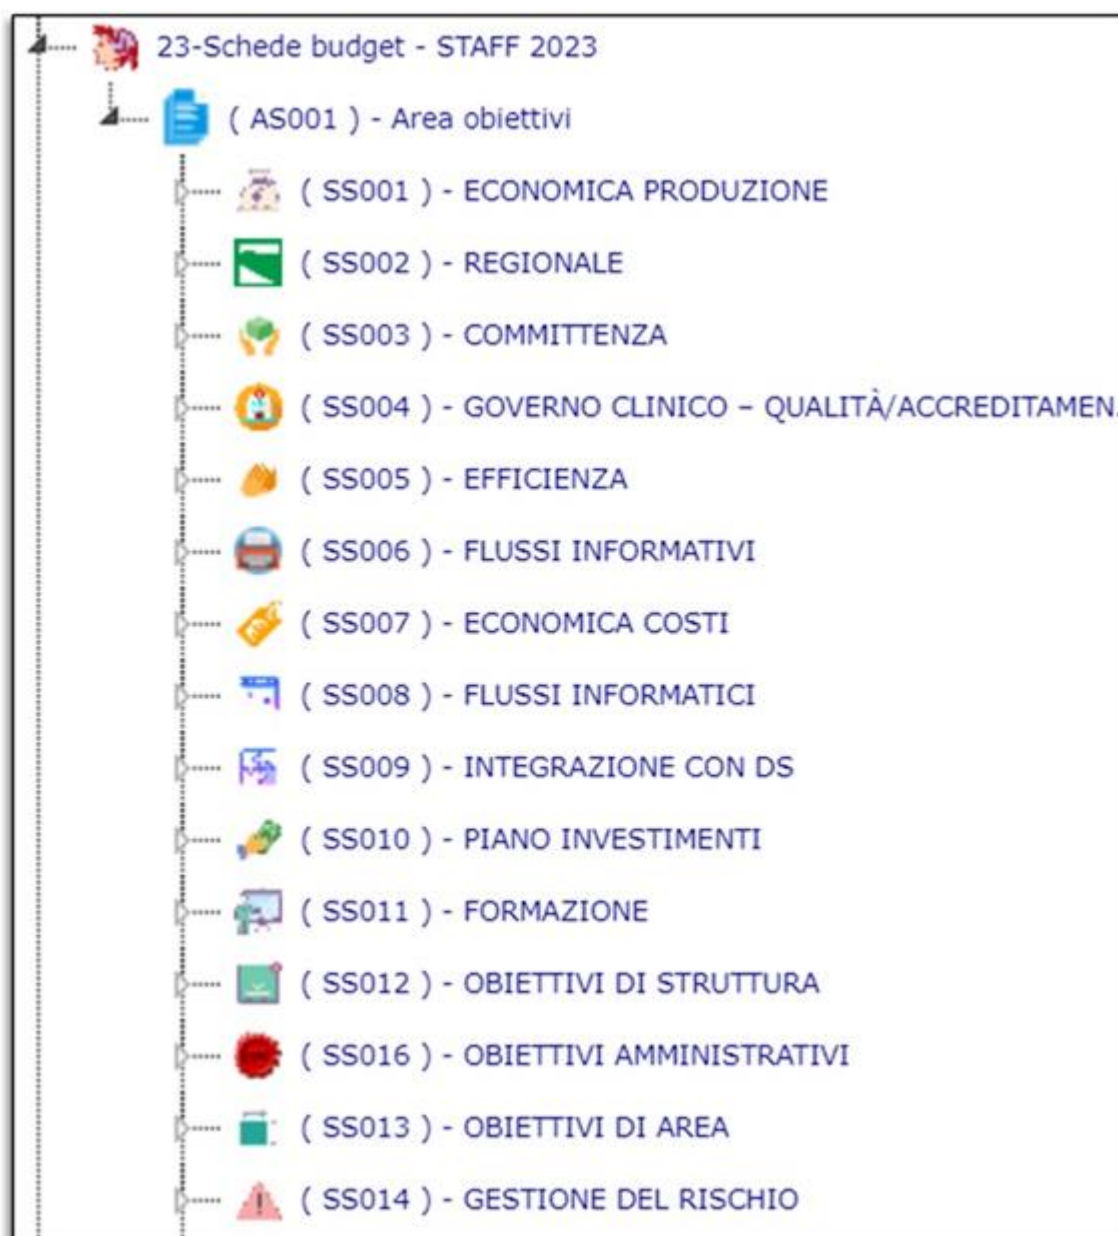 23-Schede budget - STAFF 2023
( AS001 ) - Area obiettivi
( SS001 ) - ECONOMICA PRODUZIONE
( SS002 ) - REGIONALE
( SS003 ) - COMMITTENZA
( SS004 ) - GOVERNO CLINICO – QUALITÀ/ACCREDITAMEN
( SS005 ) - EFFICIENZA
( SS006 ) - FLUSSI INFORMATIVI
( SS007 ) - ECONOMICA COSTI
( SS008 ) - FLUSSI INFORMATICI
( SS009 ) - INTEGRAZIONE CON DS
( SS010 ) - PIANO INVESTIMENTI
( SS011 ) - FORMAZIONE
( SS012 ) - OBIETTIVI DI STRUTTURA
( SS016 ) - OBIETTIVI AMMINISTRATIVI
( SS013 ) - OBIETTIVI DI AREA
( SS014 ) - GESTIONE DEL RISCHIO